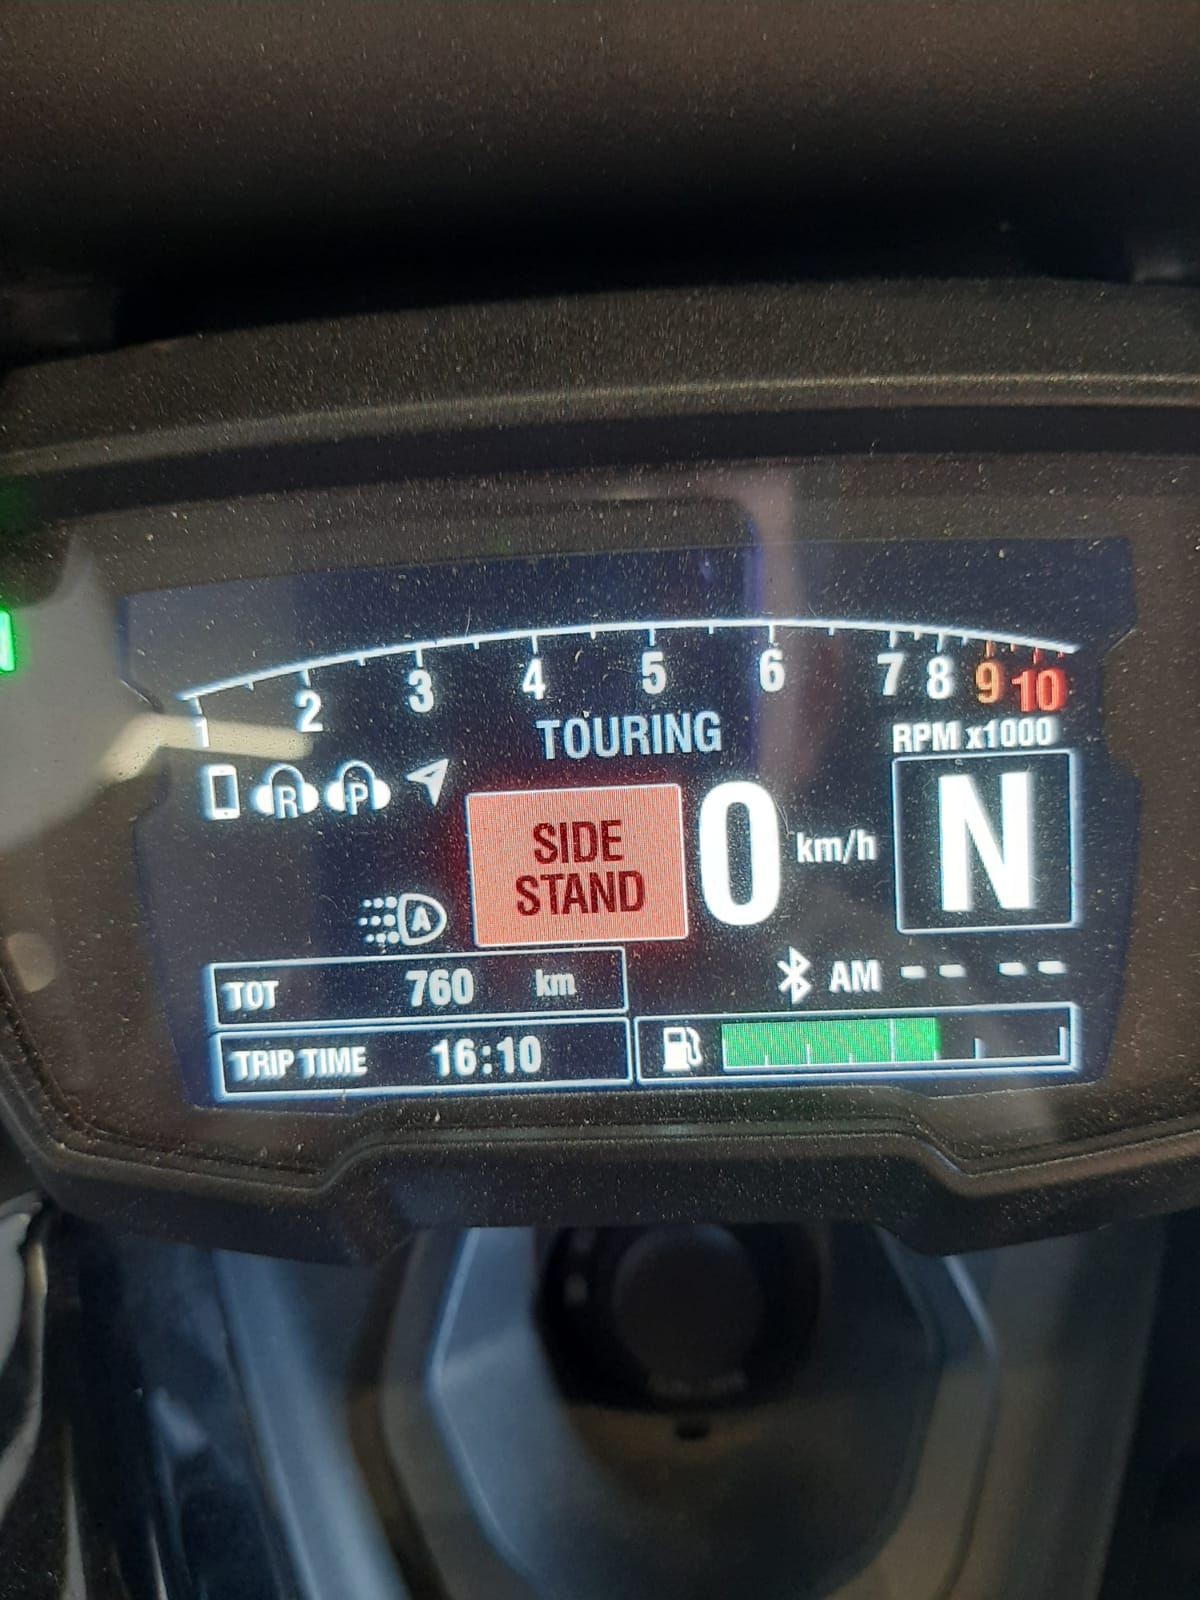 1 2 3 4 5 6 7 8 9 10
TOURING
RPM x1000
R P
SIDE
STAND
0 km/h
N
A
TOT 760 km
AM -- --
TRIP TIME 16:10